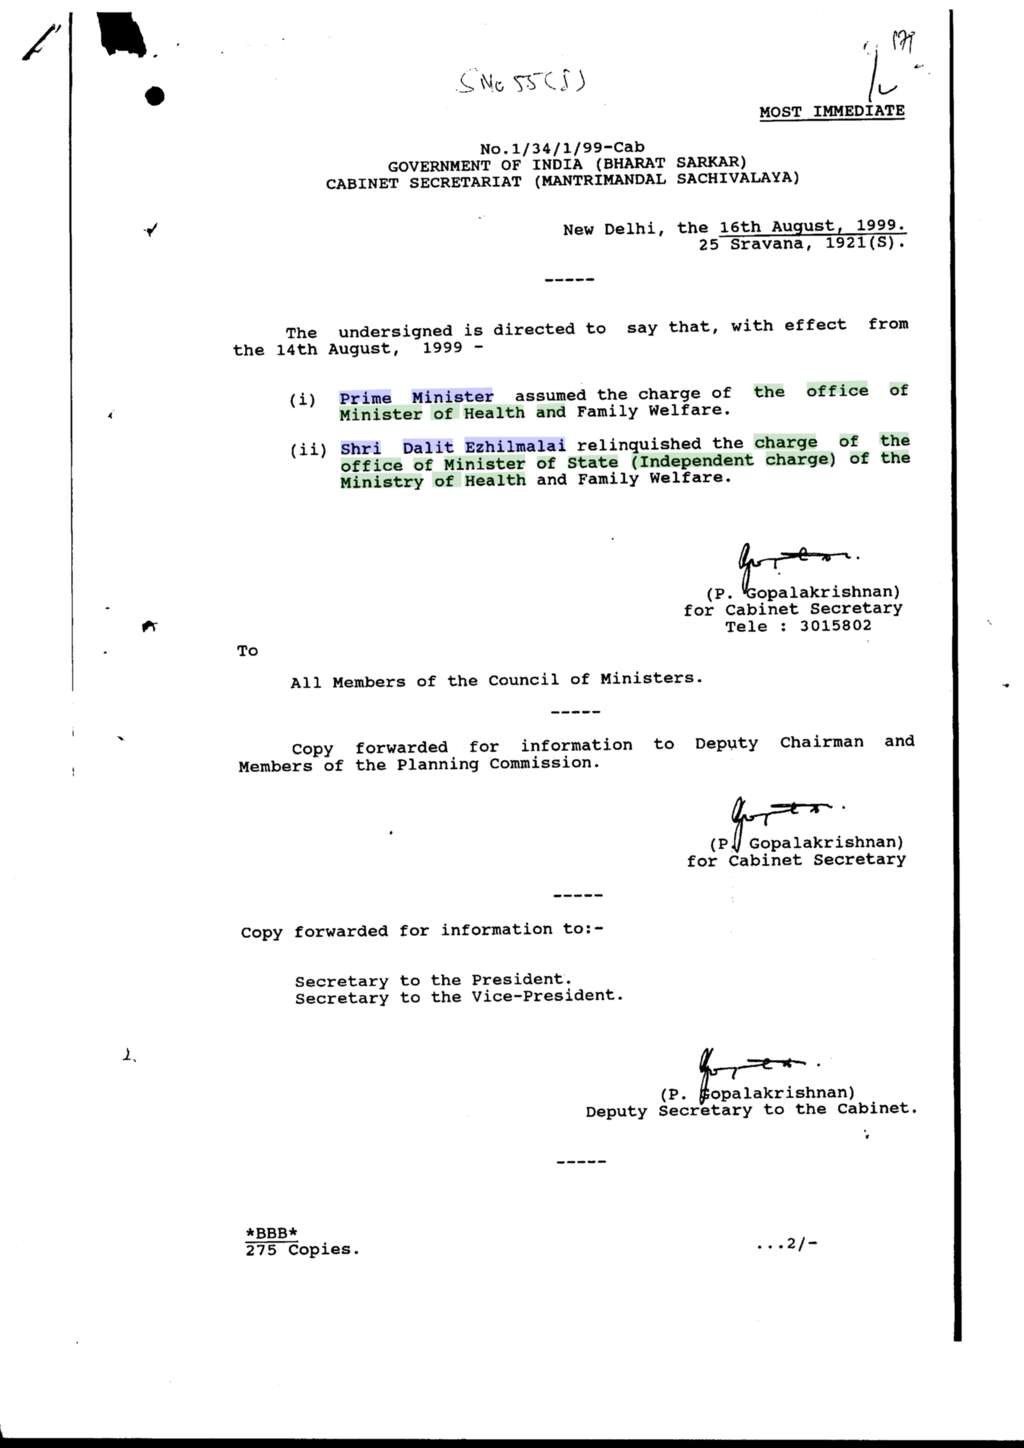 S No 55(I)
MOST IMMEDIATE
No.1/34/1/99-Cab
GOVERNMENT OF INDIA (BHARAT SARKAR)
CABINET SECRETARIAT (MANTRIMANDAL SACHIVALAYA)
New Delhi, the 16th August, 1999.
25 Sravana, 1921(S).
-----
The undersigned is directed to say that, with effect from
the 14th August, 1999 -
(i) Prime Minister assumed the charge of the office of
Minister of Health and Family Welfare.
(ii) Shri Dalit Ezhilmalai relinquished the charge of the
office of Minister of State (Independent charge) of the
Ministry of Health and Family Welfare.
(P. Gopalakrishnan)
for Cabinet Secretary
Tele : 3015802
To
All Members of the Council of Ministers.
-----
Copy forwarded for information to Deputy Chairman and
Members of the Planning Commission.
(P. Gopalakrishnan)
for Cabinet Secretary
-----
Copy forwarded for information to:-
Secretary to the President.
Secretary to the Vice-President.
(P. Gopalakrishnan)
Deputy Secretary to the Cabinet.
-----
*BBB*
275 Copies.
...2/-